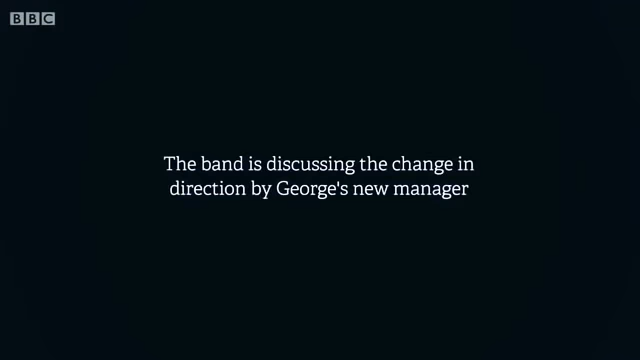 BBC
The band is discussing the change in
direction by George's new manager